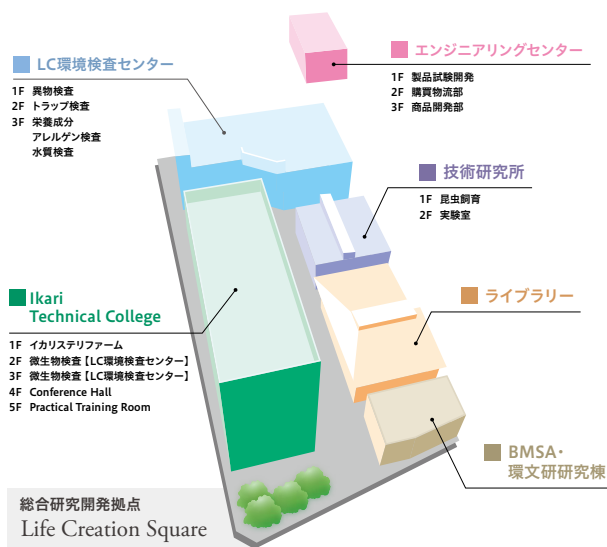 LC環境検査センター
1F 異物検査
2F トラップ検査
3F 栄養成分
アレルゲン検査
水質検査
エンジニアリングセンター
1F 製品試験開発
2F 購買物流部
3F 商品開発部
技術研究所
1F 昆虫飼育
2F 実験室
Ikari
Technical College
1F イカリステリファーム
2F 微生物検査【LC環境検査センター】
3F 微生物検査【LC環境検査センター】
4F Conference Hall
5F Practical Training Room
ライブラリー
BMSA・
環文研研究棟
総合研究開発拠点
Life Creation Square